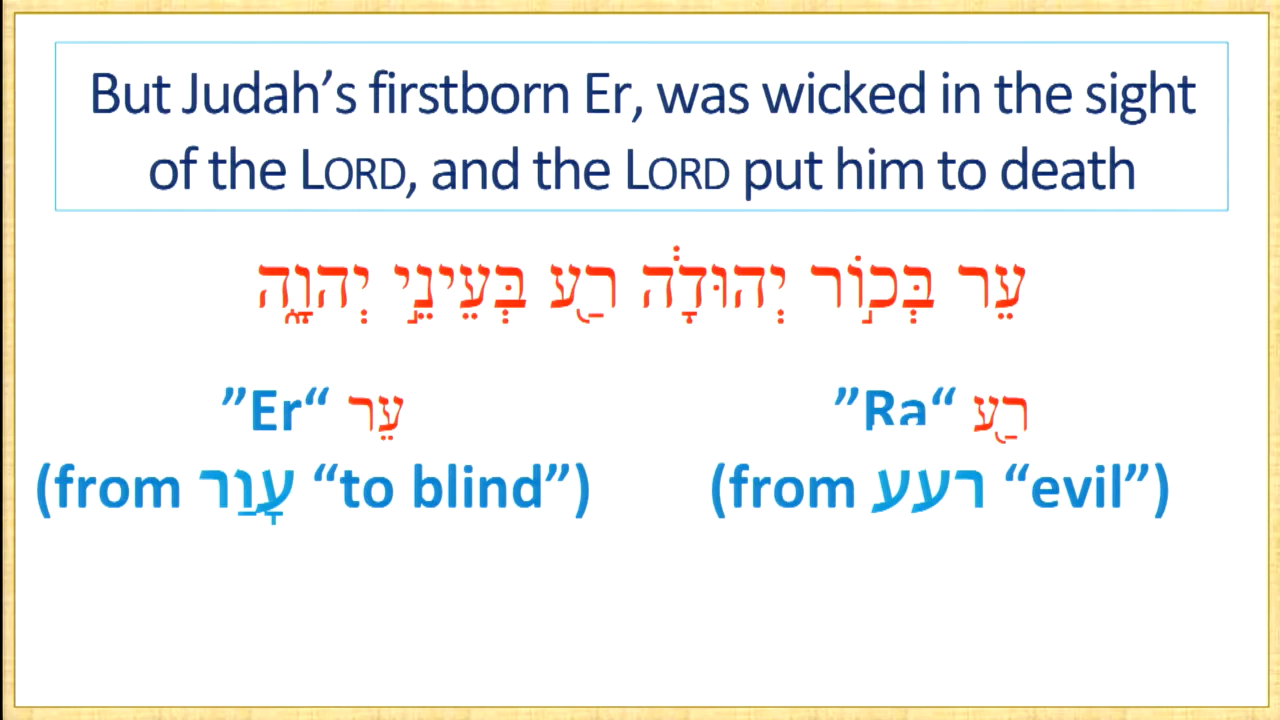 But Judah’s firstborn Er, was wicked in the sight
of the LORD, and the LORD put him to death
עֵר בְּכ֣וֹר יְהוּדָ֗ה רַ֖ע בְּעֵינֵ֣י יְהוָ֑ה
”Er“ עֵר
”Ra“ רַ֖ע
(from עָוַר “to blind”)
(from רעע “evil”)